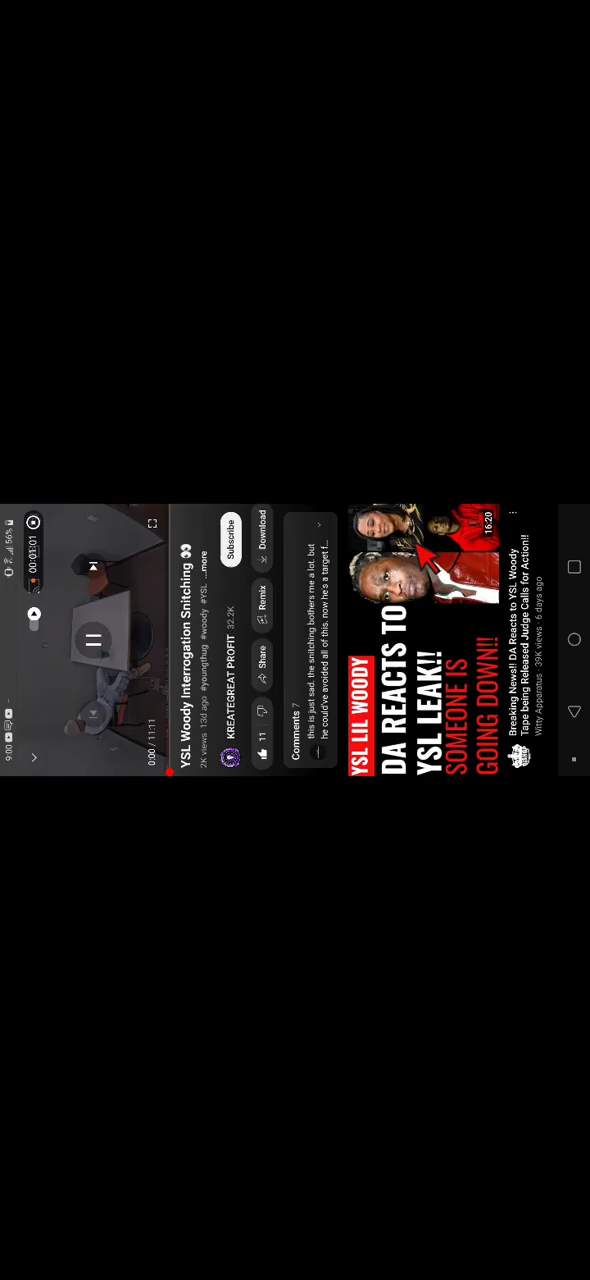 9:00
56%
00:01:01
0:00 / 11:11
YSL Woody Interrogation Snitching 👀
2K views 13d ago #youngthug #woody #YSL ...more
KREATEGREAT PROFIT 32.2K
Subscribe
11
Share
Remix
Download
Comments 7
this is just sad. the snitching bothers me a lot. but
he could've avoided all of this. now he's a target f...
YSL LIL WOODY
DA REACTS TO
YSL LEAK!!
SOMEONE IS
GOING DOWN!!
16:20
Breaking News!! DA Reacts to YSL Woody
Tape being Released Judge Calls for Action!!
Witty Apparatus · 39K views · 6 days ago